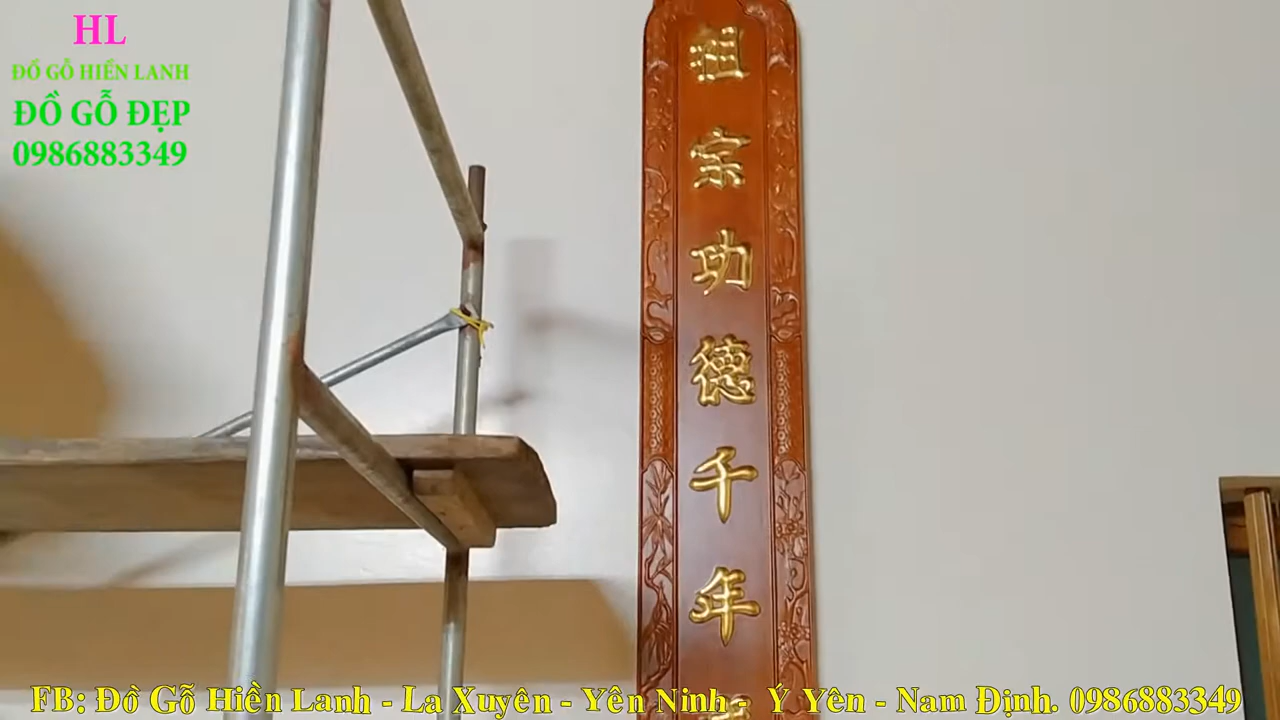 HL
ĐỒ GỖ HIỀN LANH
ĐỒ GỖ ĐẸP
0986883349
祖宗功德千年
FB: Đồ Gỗ Hiền Lanh - La Xuyên - Yên Ninh - Ý Yên - Nam Định. 0986883349